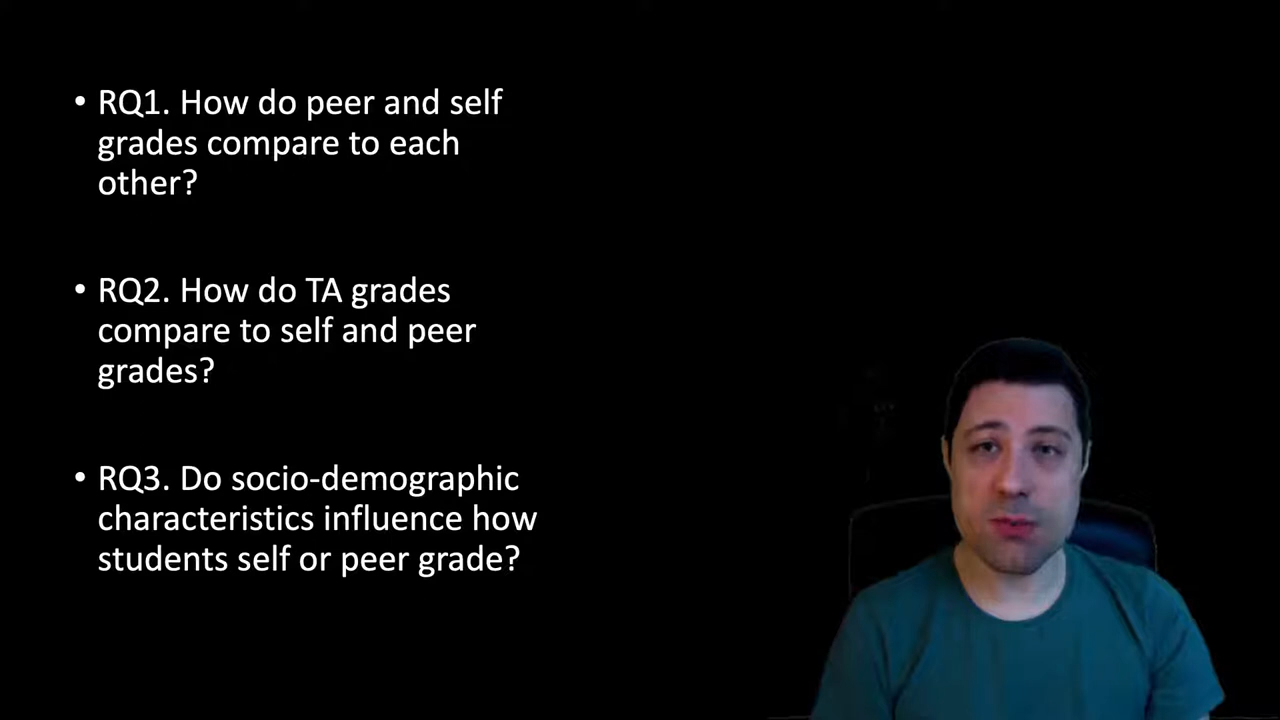 • RQ1. How do peer and self
grades compare to each
other?
• RQ2. How do TA grades
compare to self and peer
grades?
• RQ3. Do socio-demographic
characteristics influence how
students self or peer grade?